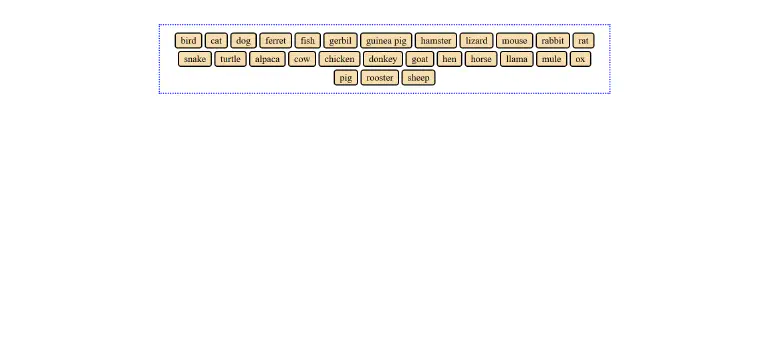 bird cat dog ferret fish gerbil guinea pig hamster lizard mouse rabbit rat
snake turtle alpaca cow chicken donkey goat hen horse llama mule ox
pig rooster sheep